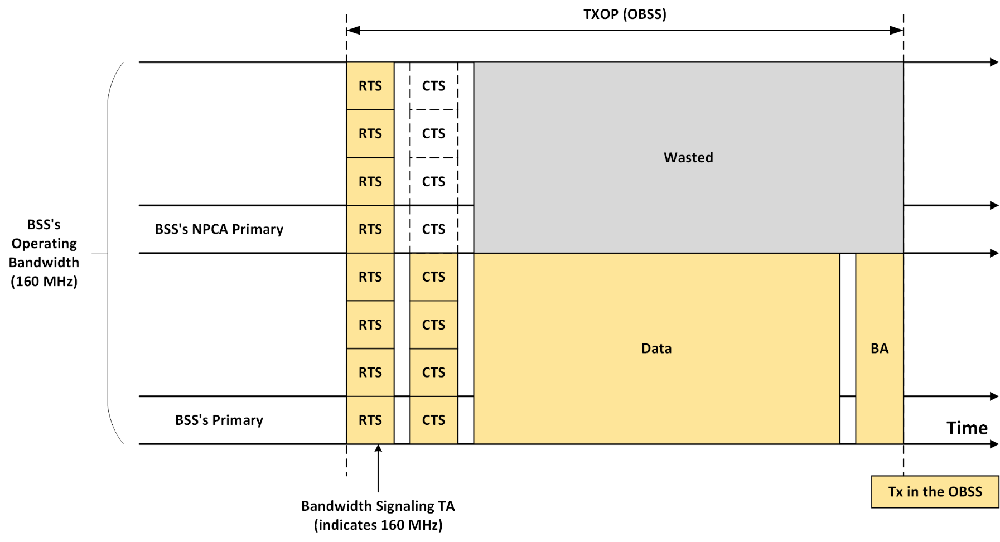 TXOP (OBSS)
RTS CTS
RTS CTS
Wasted
RTS CTS
BSS's NPCA Primary RTS CTS
BSS's
Operating
Bandwidth
(160 MHz)
RTS CTS
RTS CTS
Data BA
RTS CTS
BSS's Primary RTS CTS
Time
Tx in the OBSS
Bandwidth Signaling TA
(indicates 160 MHz)